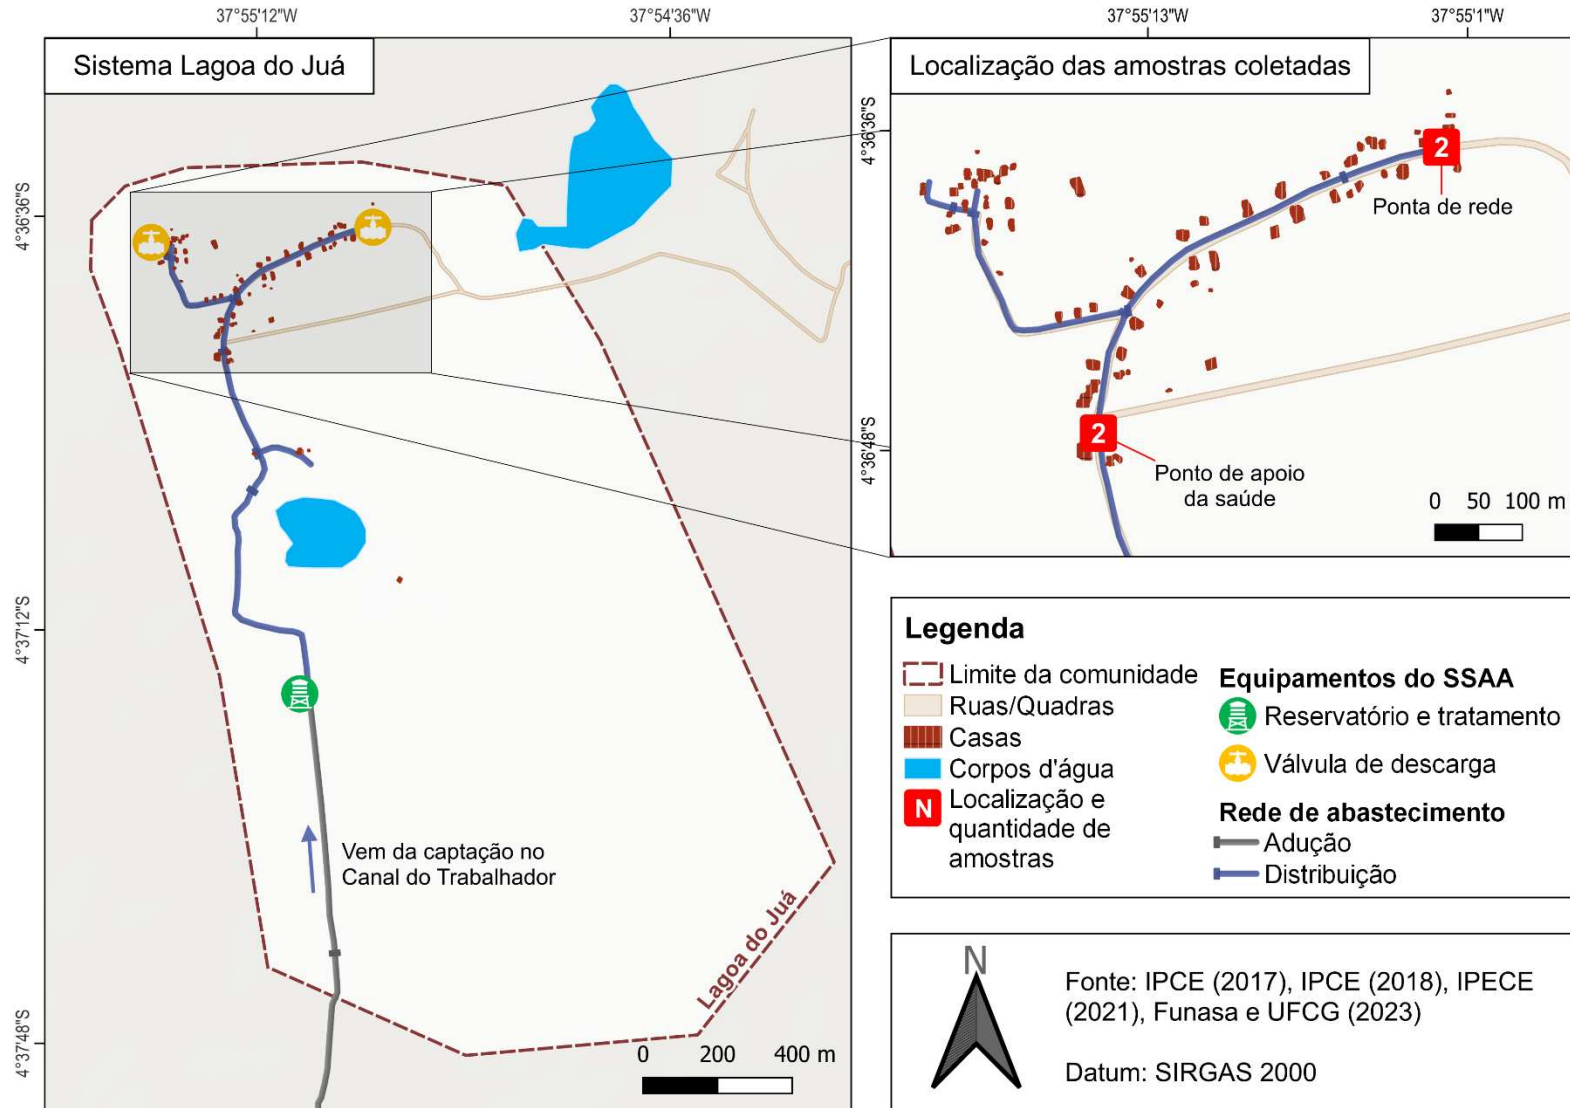 37°55'12"W
37°54'36"W
37°55'13"W
37°55'1"W
Sistema Lagoa do Juá
Localização das amostras coletadas
4°36'36"S
4°37'12"S
4°37'48"S
4°36'36"S
4°36'48"S
2
Ponta de rede
2
Ponto de apoio
da saúde
0 50 100 m
Vem da captação no
Canal do Trabalhador
Lagoa do Juá
0 200 400 m
Legenda
Limite da comunidade
Ruas/Quadras
Casas
Corpos d'água
N
Localização e
quantidade de
amostras
Equipamentos do SSAA
Reservatório e tratamento
Válvula de descarga
Rede de abastecimento
Adução
Distribuição
N
Fonte: IPCE (2017), IPCE (2018), IPECE
(2021), Funasa e UFCG (2023)
Datum: SIRGAS 2000